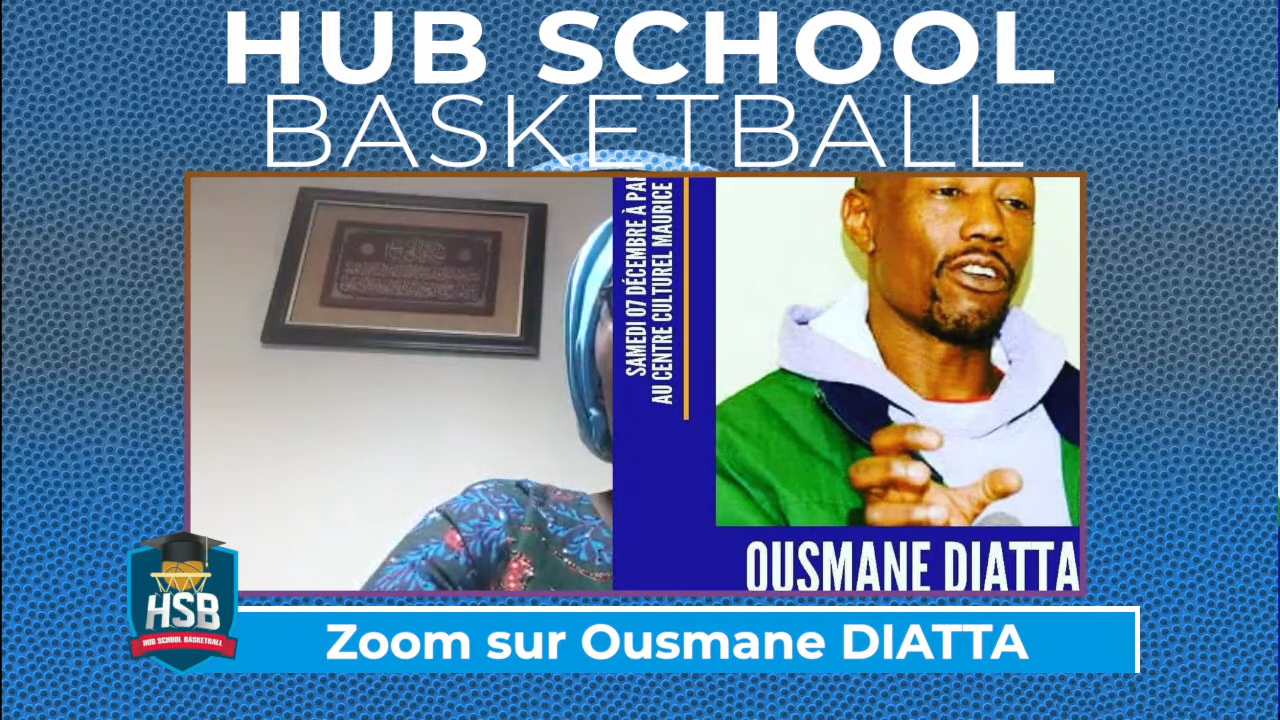 HUB SCHOOL
BASKETBALL
SAMEDI 07 DÉCEMBRE À PAR
AU CENTRE CULTUREL MAURICE
OUSMANE DIATTA
HSB
HUB SCHOOL BASKETBALL
Zoom sur Ousmane DIATTA